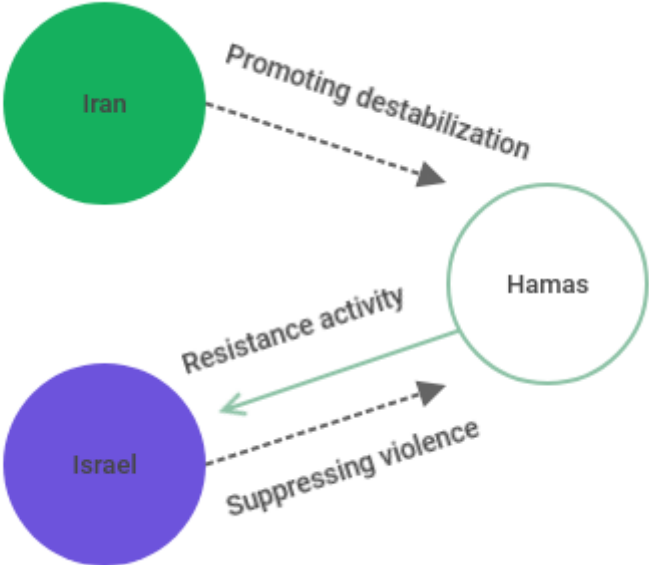 Iran
Promoting destabilization
Hamas
Resistance activity
Israel
Suppressing violence